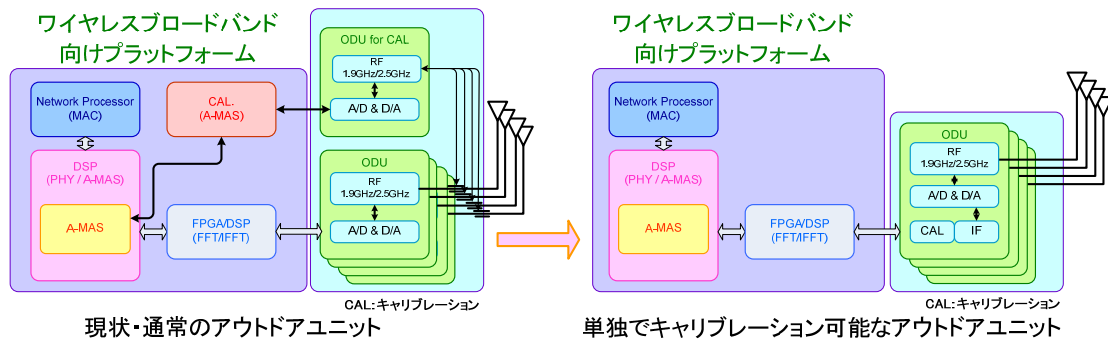 ワイヤレスブロードバンド
向けプラットフォーム
Network Processor
(MAC)
CAL.
(A-MAS)
DSP
(PHY / A-MAS)
A-MAS
FPGA/DSP
(FFT/IFFT)
ODU for CAL
RF
1.9GHz/2.5GHz
A/D & D/A
ODU
RF
1.9GHz/2.5GHz
A/D & D/A
CAL:キャリブレーション
現状・通常のアウトドアユニット
ワイヤレスブロードバンド
向けプラットフォーム
Network Processor
(MAC)
DSP
(PHY / A-MAS)
A-MAS
FPGA/DSP
(FFT/IFFT)
ODU
RF
1.9GHz/2.5GHz
A/D & D/A
CAL
IF
CAL:キャリブレーション
単独でキャリブレーション可能なアウトドアユニット